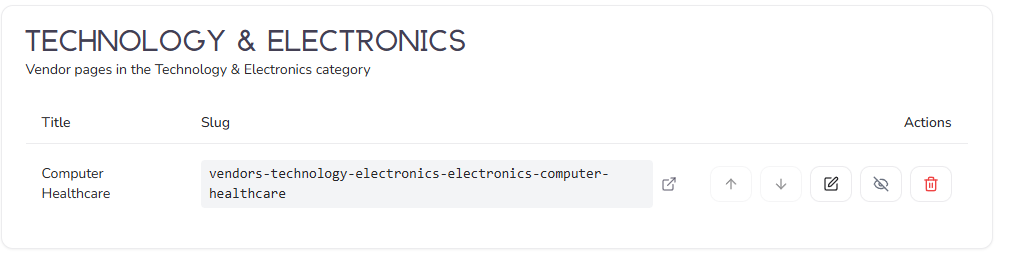 TECHNOLOGY & ELECTRONICS
Vendor pages in the Technology & Electronics category
Title Slug Actions
Computer
Healthcare
vendors-technology-electronics-electronics-computer-
healthcare